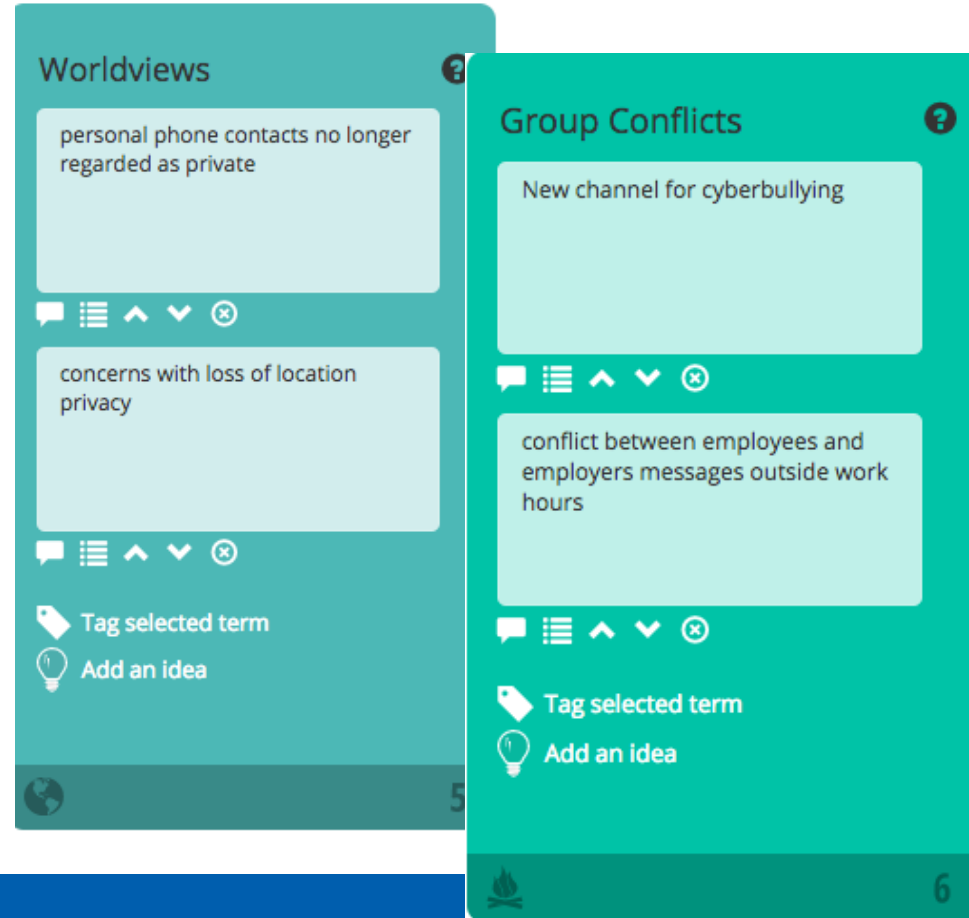 Worldviews
personal phone contacts no longer
regarded as private
concerns with loss of location
privacy
Tag selected term
Add an idea
5
Group Conflicts
New channel for cyberbullying
conflict between employees and
employers messages outside work
hours
Tag selected term
Add an idea
6